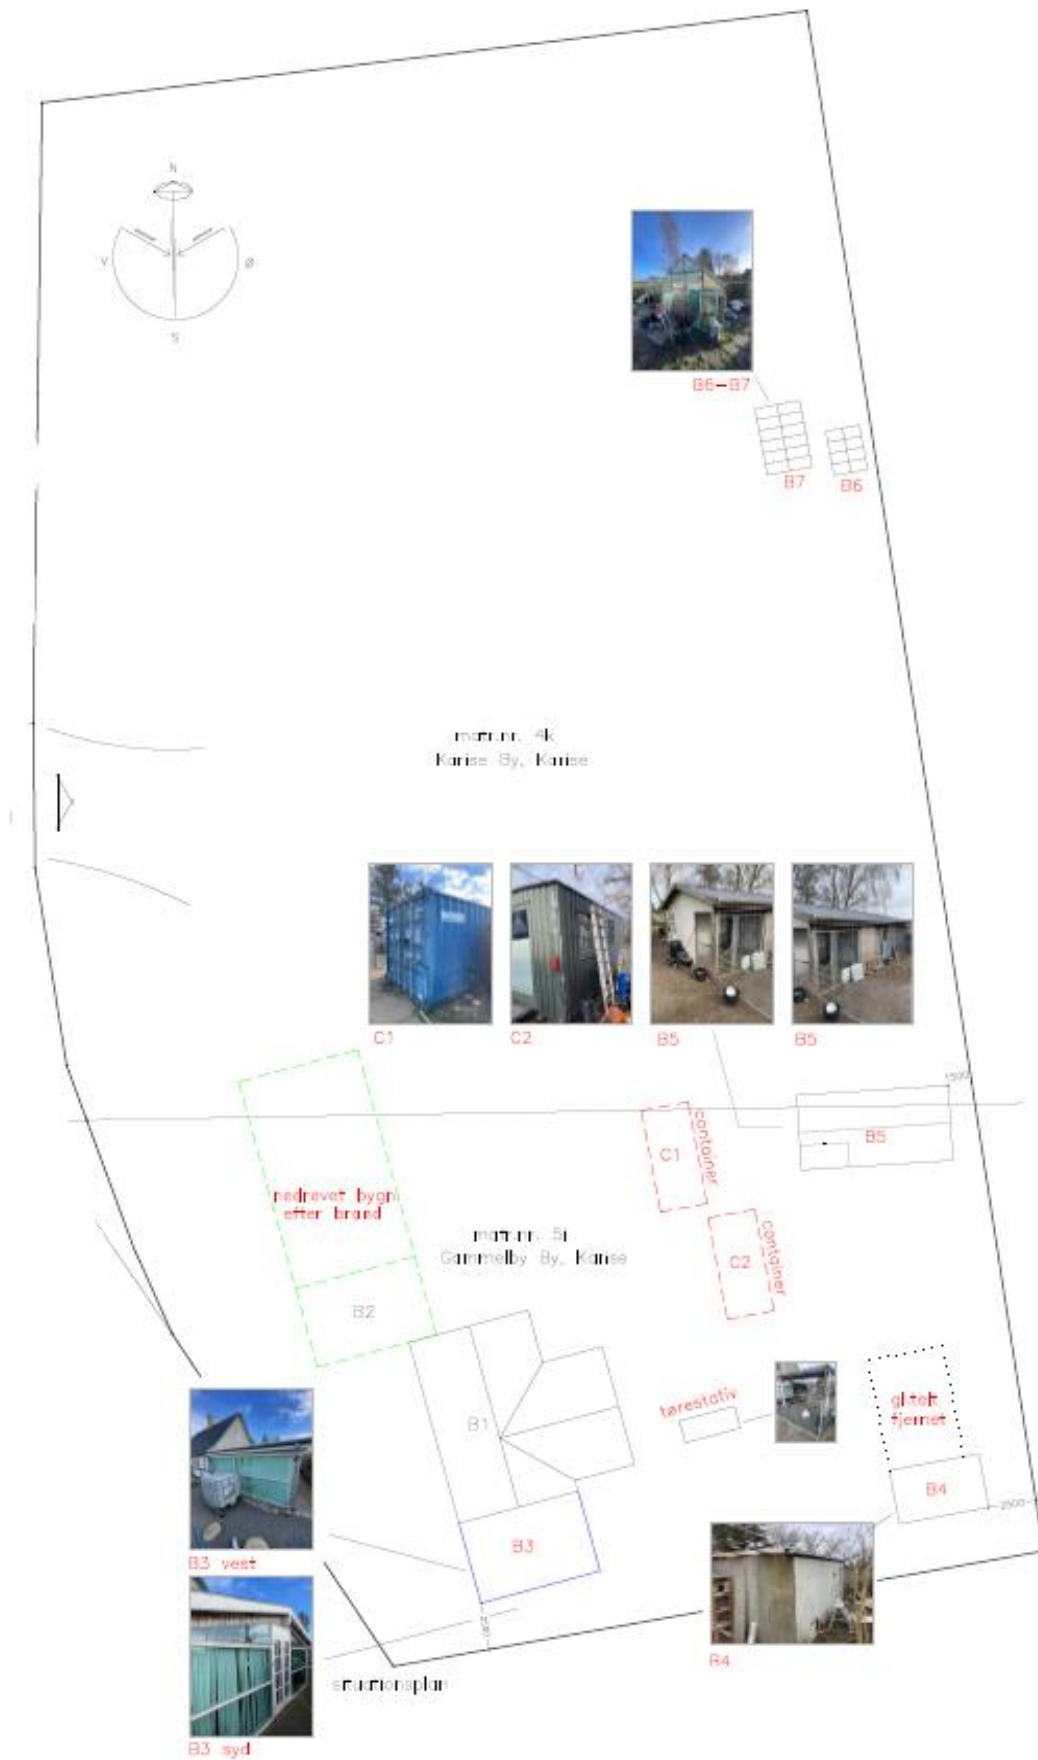 N
V
Ø
S
B6-B7
B7
B6
matr.nr. 4k
Karise By, Karise
C1
C2
B5
B5
1500
B5
C1
container
nedrevet bygn
efter brand
matr.nr. 5i
Gammelby By, Karise
C2
container
B2
tørestativ
B1
fjernet
B4
2500
B3
B3 vest
situationsplan
B4
B3 syd